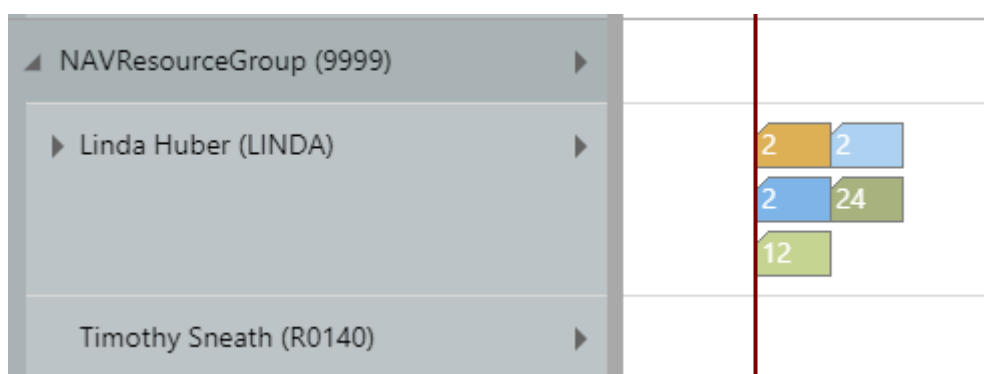 NAVResourceGroup (9999)
Linda Huber (LINDA)
2 2
2 24
12
Timothy Sneath (R0140)